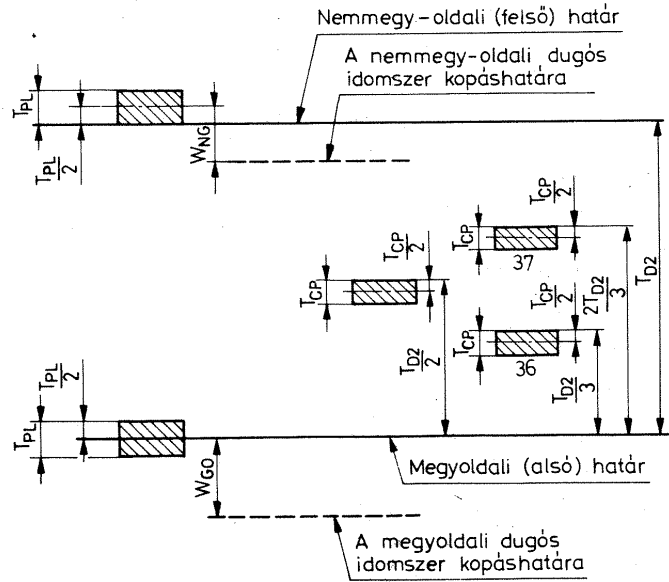 Nemmegy-oldali (felső) határ
A nemmegy-oldali dugós
idomszer kopáshatára
T_PL
T_PL/2
W_NG
T_CP/2
T_CP
37
T_CP/2
T_CP
T_CP/2
T_CP
36
T_D2/2
T_D2/3
2T_D2/3
T_D2
T_PL/2
T_PL
W_GO
Megyoldali (alsó) határ
A megyoldali dugós
idomszer kopáshatára